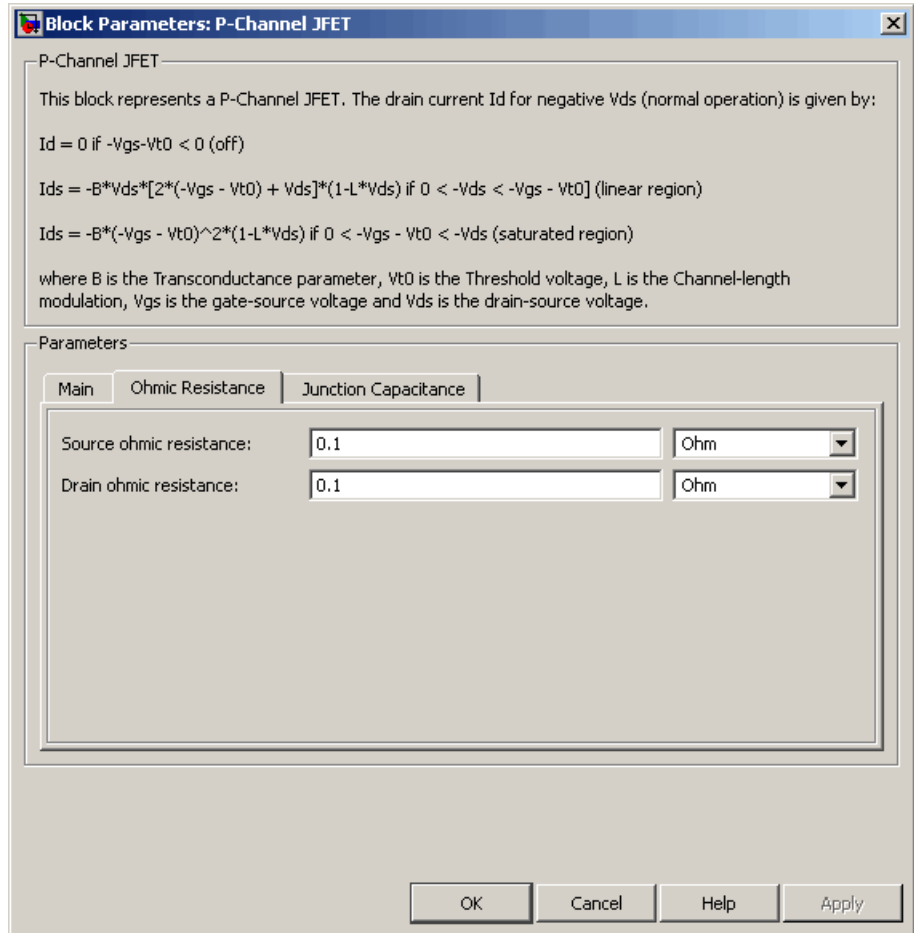 Block Parameters: P-Channel JFET
P-Channel JFET
This block represents a P-Channel JFET. The drain current Id for negative Vds (normal operation) is given by:
Id = 0 if -Vgs-Vt0 < 0 (off)
Ids = -B*Vds*[2*(-Vgs - Vt0) + Vds]*(1-L*Vds) if 0 < -Vds < -Vgs - Vt0] (linear region)
Ids = -B*(-Vgs - Vt0)^2*(1-L*Vds) if 0 < -Vgs - Vt0 < -Vds (saturated region)
where B is the Transconductance parameter, Vt0 is the Threshold voltage, L is the Channel-length
modulation, Vgs is the gate-source voltage and Vds is the drain-source voltage.
Parameters
Main Ohmic Resistance Junction Capacitance
Source ohmic resistance: 0.1 Ohm
Drain ohmic resistance: 0.1 Ohm
OK Cancel Help Apply